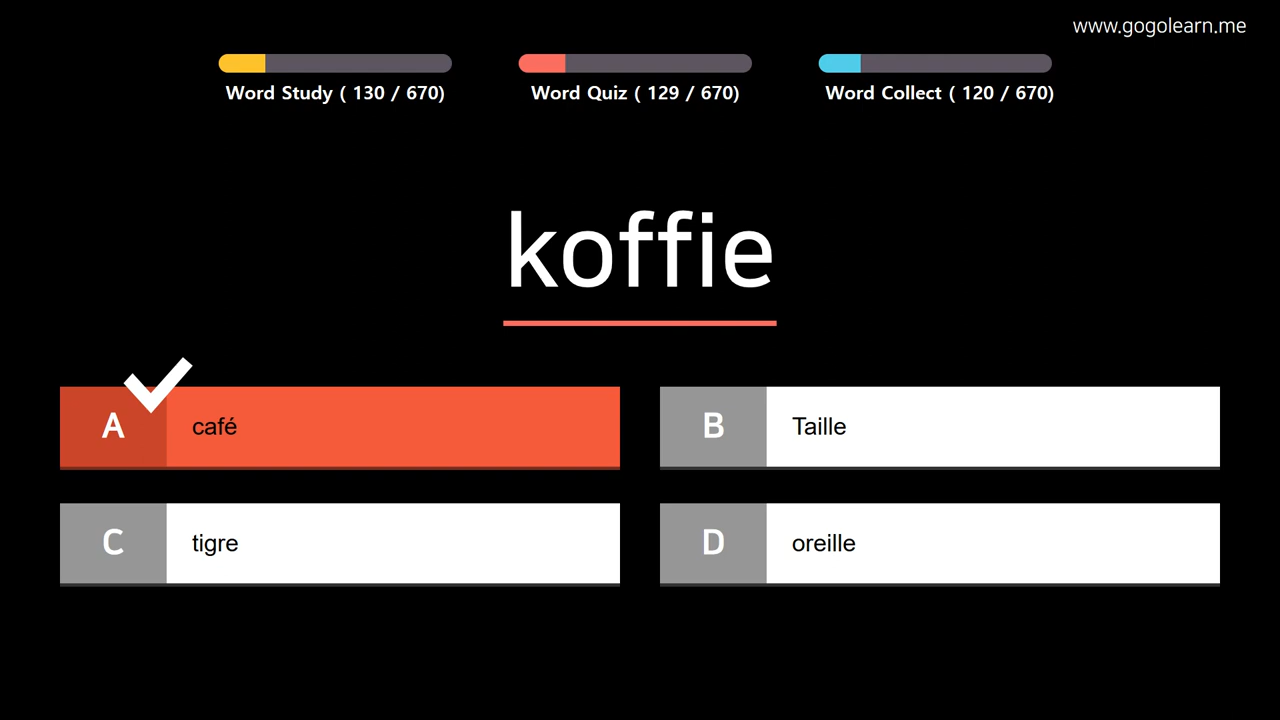 www.gogolearn.me
Word Study ( 130 / 670)
Word Quiz ( 129 / 670)
Word Collect ( 120 / 670)
koffie
A café
B Taille
C tigre
D oreille